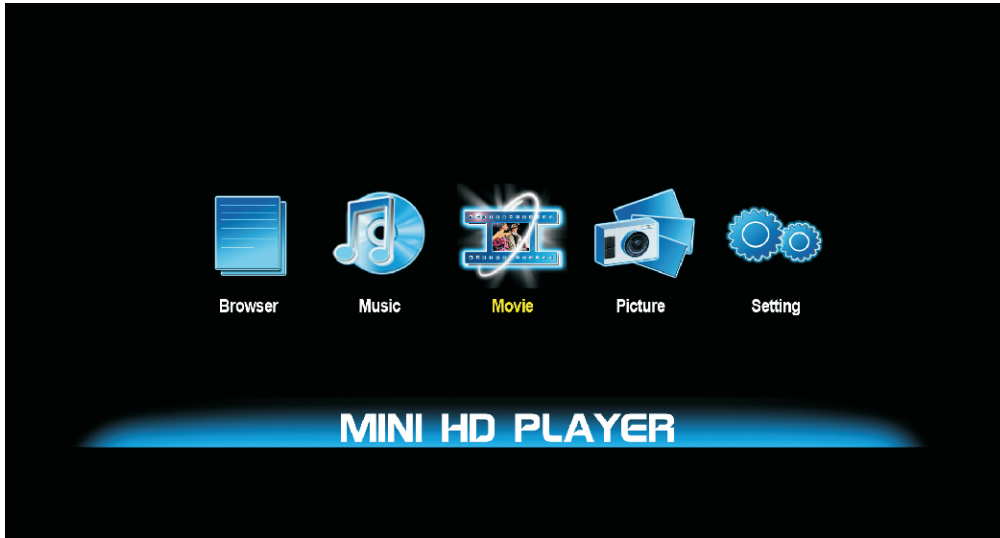 Browser
Music
Movie
Picture
Setting
MINI HD PLAYER